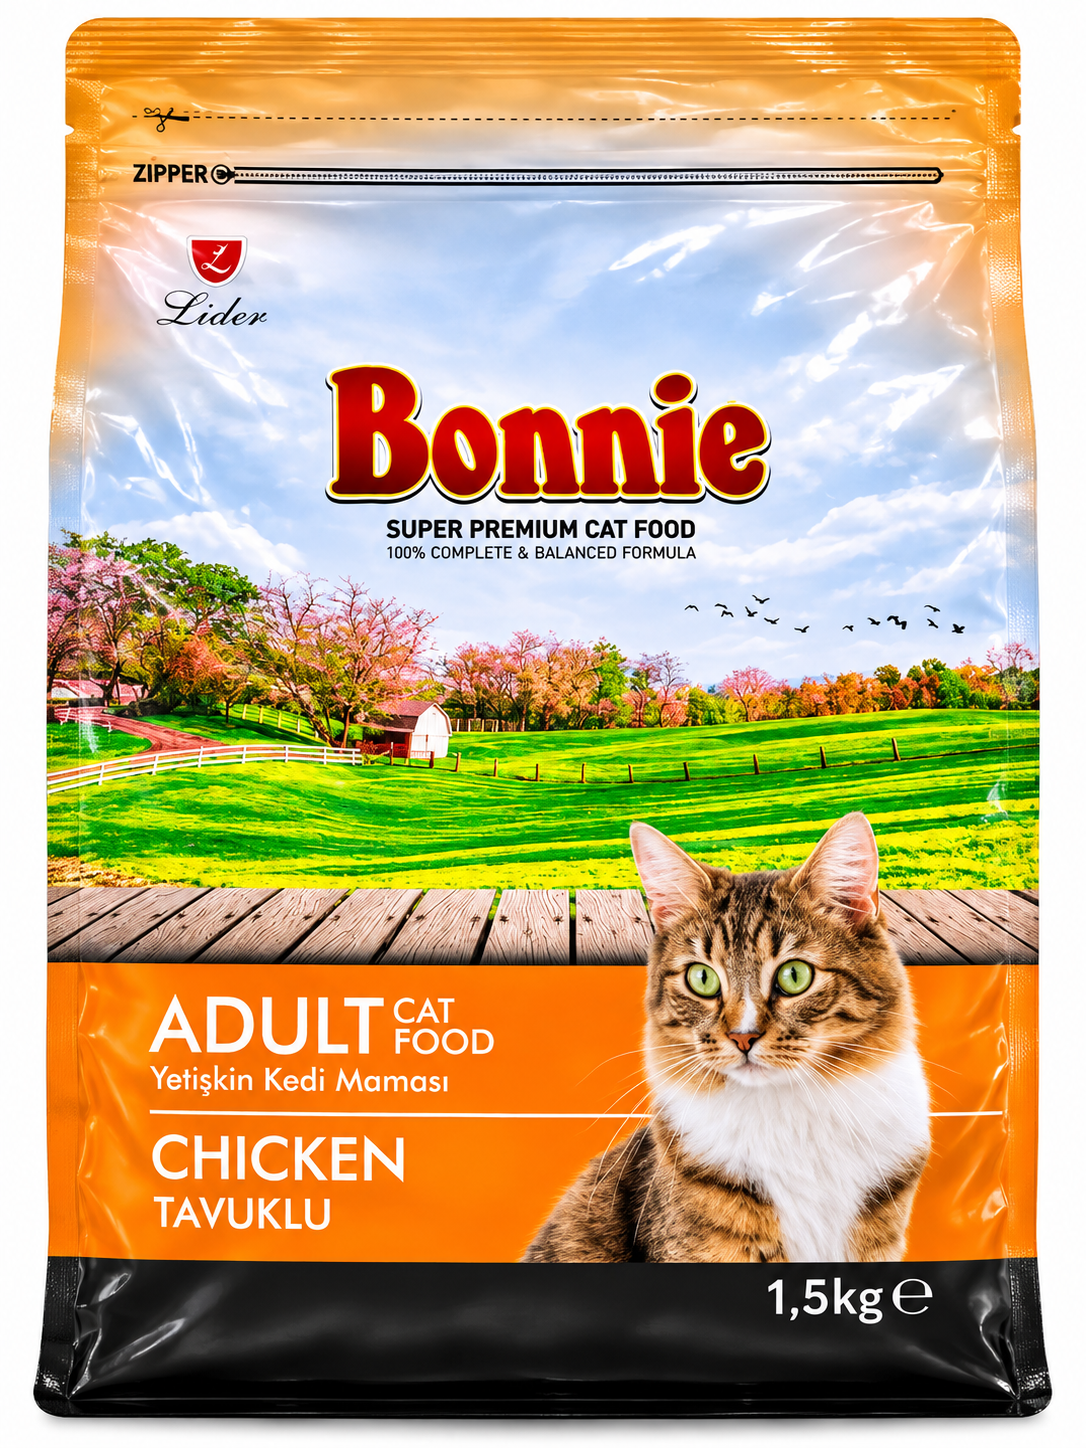 ZIPPER
Lider
Bonnie
SUPER PREMIUM CAT FOOD
100% COMPLETE & BALANCED FORMULA
ADULT CAT FOOD
Yetişkin Kedi Maması
CHICKEN
TAVUKLU
1,5kg ℮